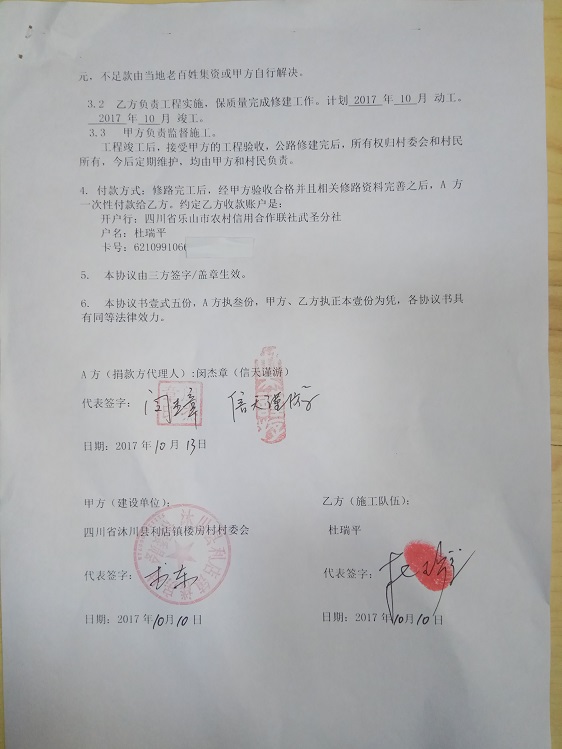 元，不足款由当地老百姓集资或甲方自行解决。
3.2 乙方负责工程实施，保质量完成修建工作。计划 2017 年 10 月 动工。
2017 年 10 月 竣工。
3.3 甲方负责监督施工。
工程竣工后，接受甲方的工程验收，公路修建完后，所有权归村委会和村民
所有，今后定期维护，均由甲方和村民负责。
4. 付款方式：修路完工后，经甲方验收合格并且相关修路资料完善之后，A 方
一次性付款给乙方。约定乙方收款账户是：
开户行：四川省乐山市农村信用合作联社武圣分社
户名：杜瑞平
卡号：6210991060
5. 本协议由三方签字/盖章生效。
6. 本协议书壹式五份，A 方执叁份，甲方、乙方执正本壹份为凭，各协议书具
有同等法律效力。
A 方（捐款方代理人）:闵杰章（信天谨游）
代表签字： 闵杰章 信天谨游
日期：2017 年 10 月 13 日
甲方（建设单位）：
乙方（施工队伍）：
四川省沐川县利店镇楼房村村委会
杜瑞平
代表签字：
代表签字： 杜瑞平
日期：2017 年 10 月 10 日
日期：2017 年 10 月 10 日